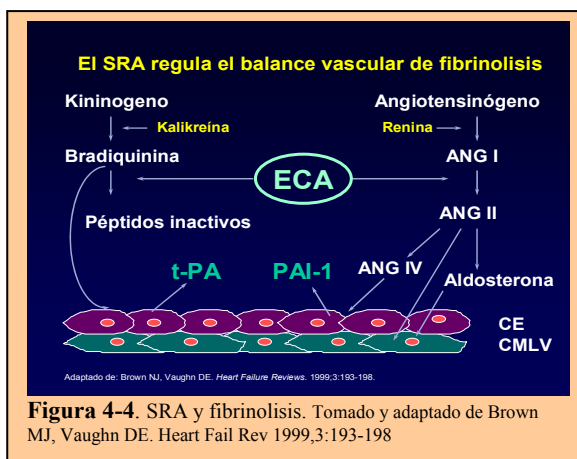 El SRA regula el balance vascular de fibrinolisis
Kininogeno
Angiotensinógeno
Kalikreína
Renina
Bradiquinina
ANG I
ECA
ANG II
Péptidos inactivos
t-PA
PAI-1
ANG IV
Aldosterona
CE
CMLV
Adaptado de: Brown NJ, Vaughn DE. Heart Failure Reviews. 1999;3:193-198.
Figura 4-4. SRA y fibrinolisis. Tomado y adaptado de Brown
MJ, Vaughn DE. Heart Fail Rev 1999,3:193-198